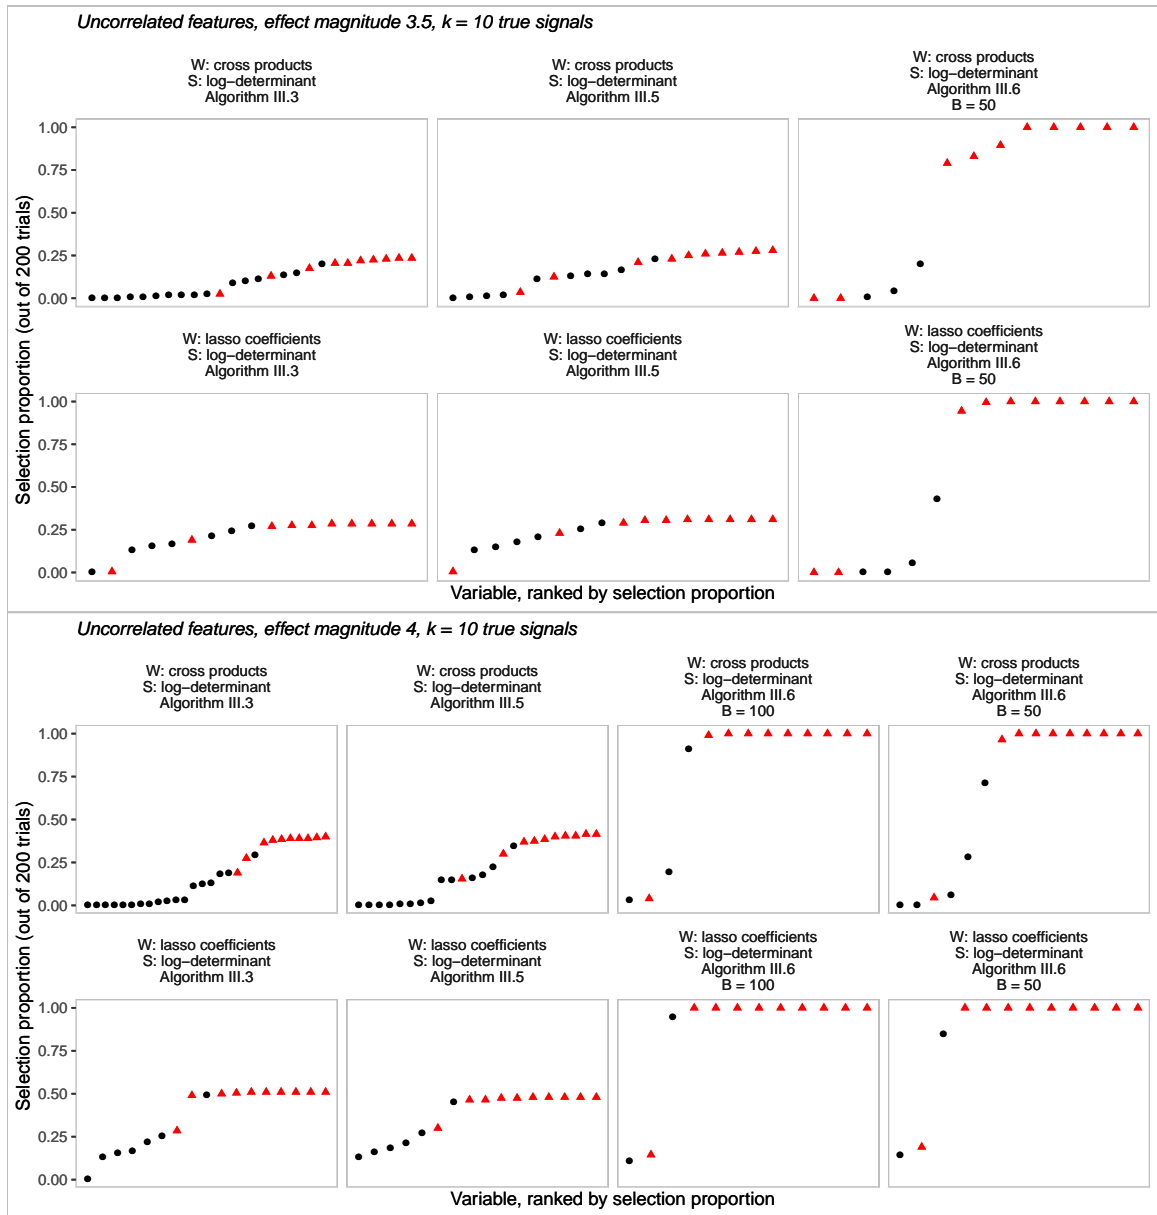 Uncorrelated features, effect magnitude 3.5, k = 10 true signals
W: cross products
S: log−determinant
Algorithm III.3
W: cross products
S: log−determinant
Algorithm III.5
W: cross products
S: log−determinant
Algorithm III.6
B = 50
1.00
0.75
0.50
0.25
0.00
W: lasso coefficients
S: log−determinant
Algorithm III.3
W: lasso coefficients
S: log−determinant
Algorithm III.5
W: lasso coefficients
S: log−determinant
Algorithm III.6
B = 50
1.00
0.75
0.50
0.25
0.00
Selection proportion (out of 200 trials)
Variable, ranked by selection proportion
Uncorrelated features, effect magnitude 4, k = 10 true signals
W: cross products
S: log−determinant
Algorithm III.3
W: cross products
S: log−determinant
Algorithm III.5
W: cross products
S: log−determinant
Algorithm III.6
B = 100
W: cross products
S: log−determinant
Algorithm III.6
B = 50
1.00
0.75
0.50
0.25
0.00
W: lasso coefficients
S: log−determinant
Algorithm III.3
W: lasso coefficients
S: log−determinant
Algorithm III.5
W: lasso coefficients
S: log−determinant
Algorithm III.6
B = 100
W: lasso coefficients
S: log−determinant
Algorithm III.6
B = 50
1.00
0.75
0.50
0.25
0.00
Selection proportion (out of 200 trials)
Variable, ranked by selection proportion